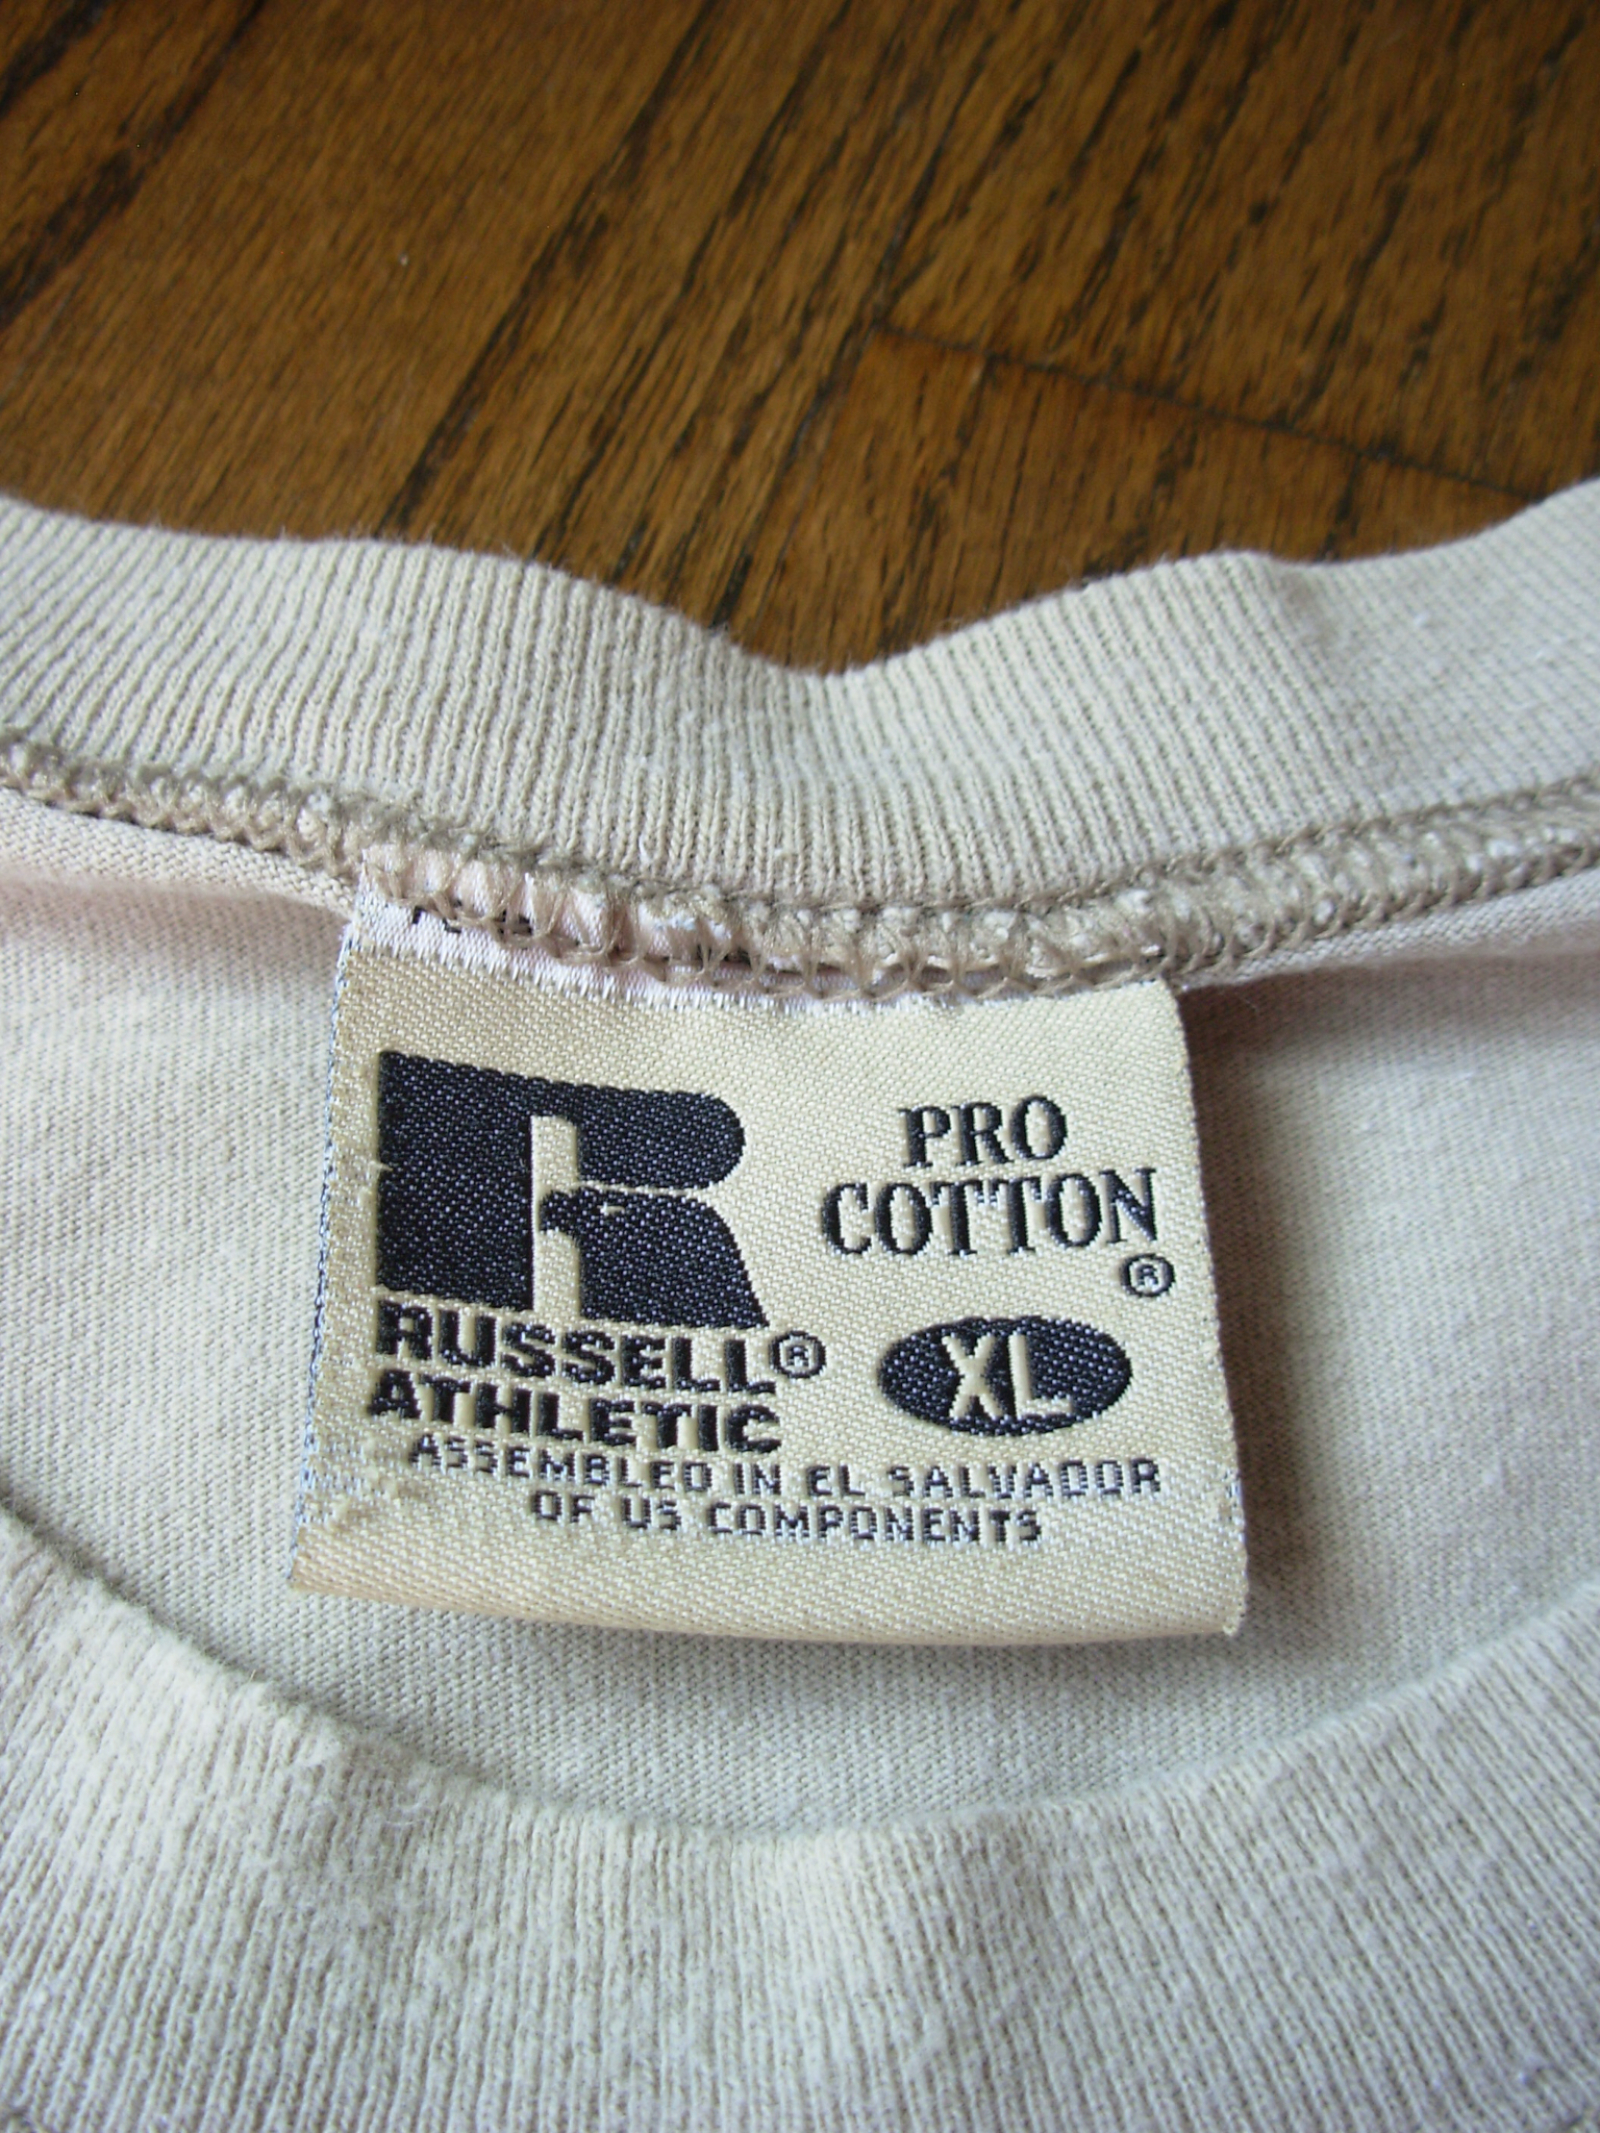 R
PRO
COTTON
®
RUSSELL®
ATHLETIC
XL
ASSEMBLED IN EL SALVADOR
OF US COMPONENTS